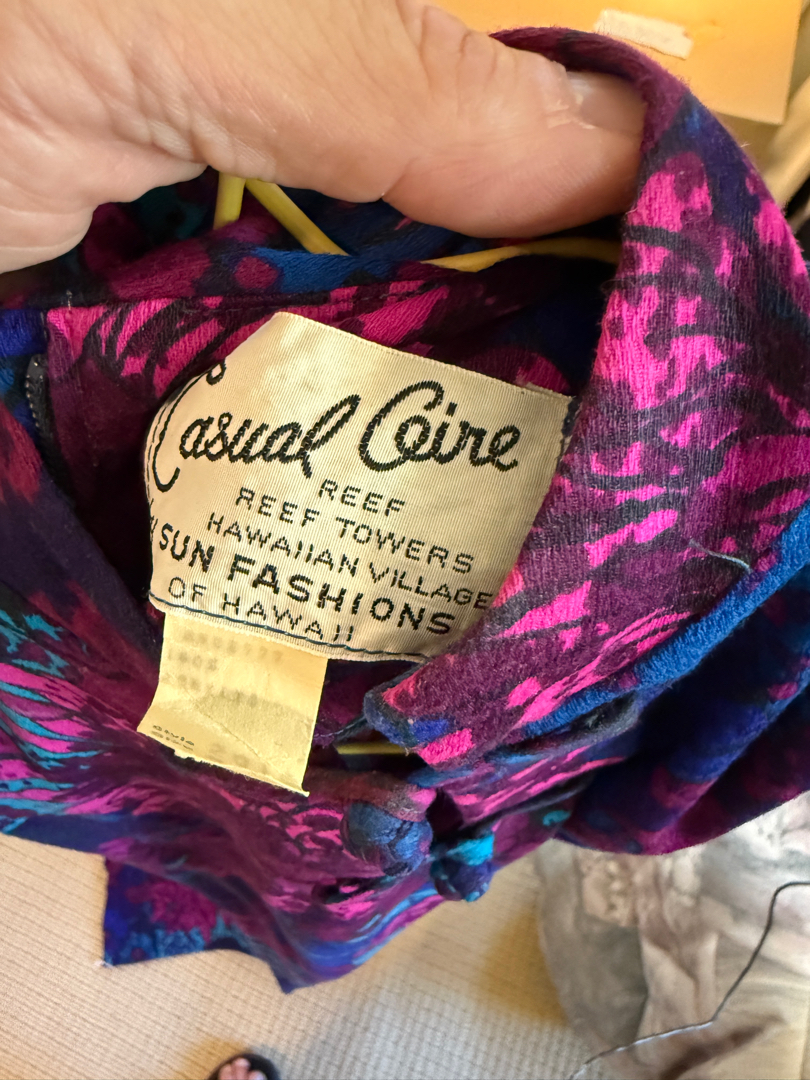 Casual Aire
REEF
REEF TOWERS
HAWAIIAN VILLAGE
SUN FASHIONS
OF HAWAII